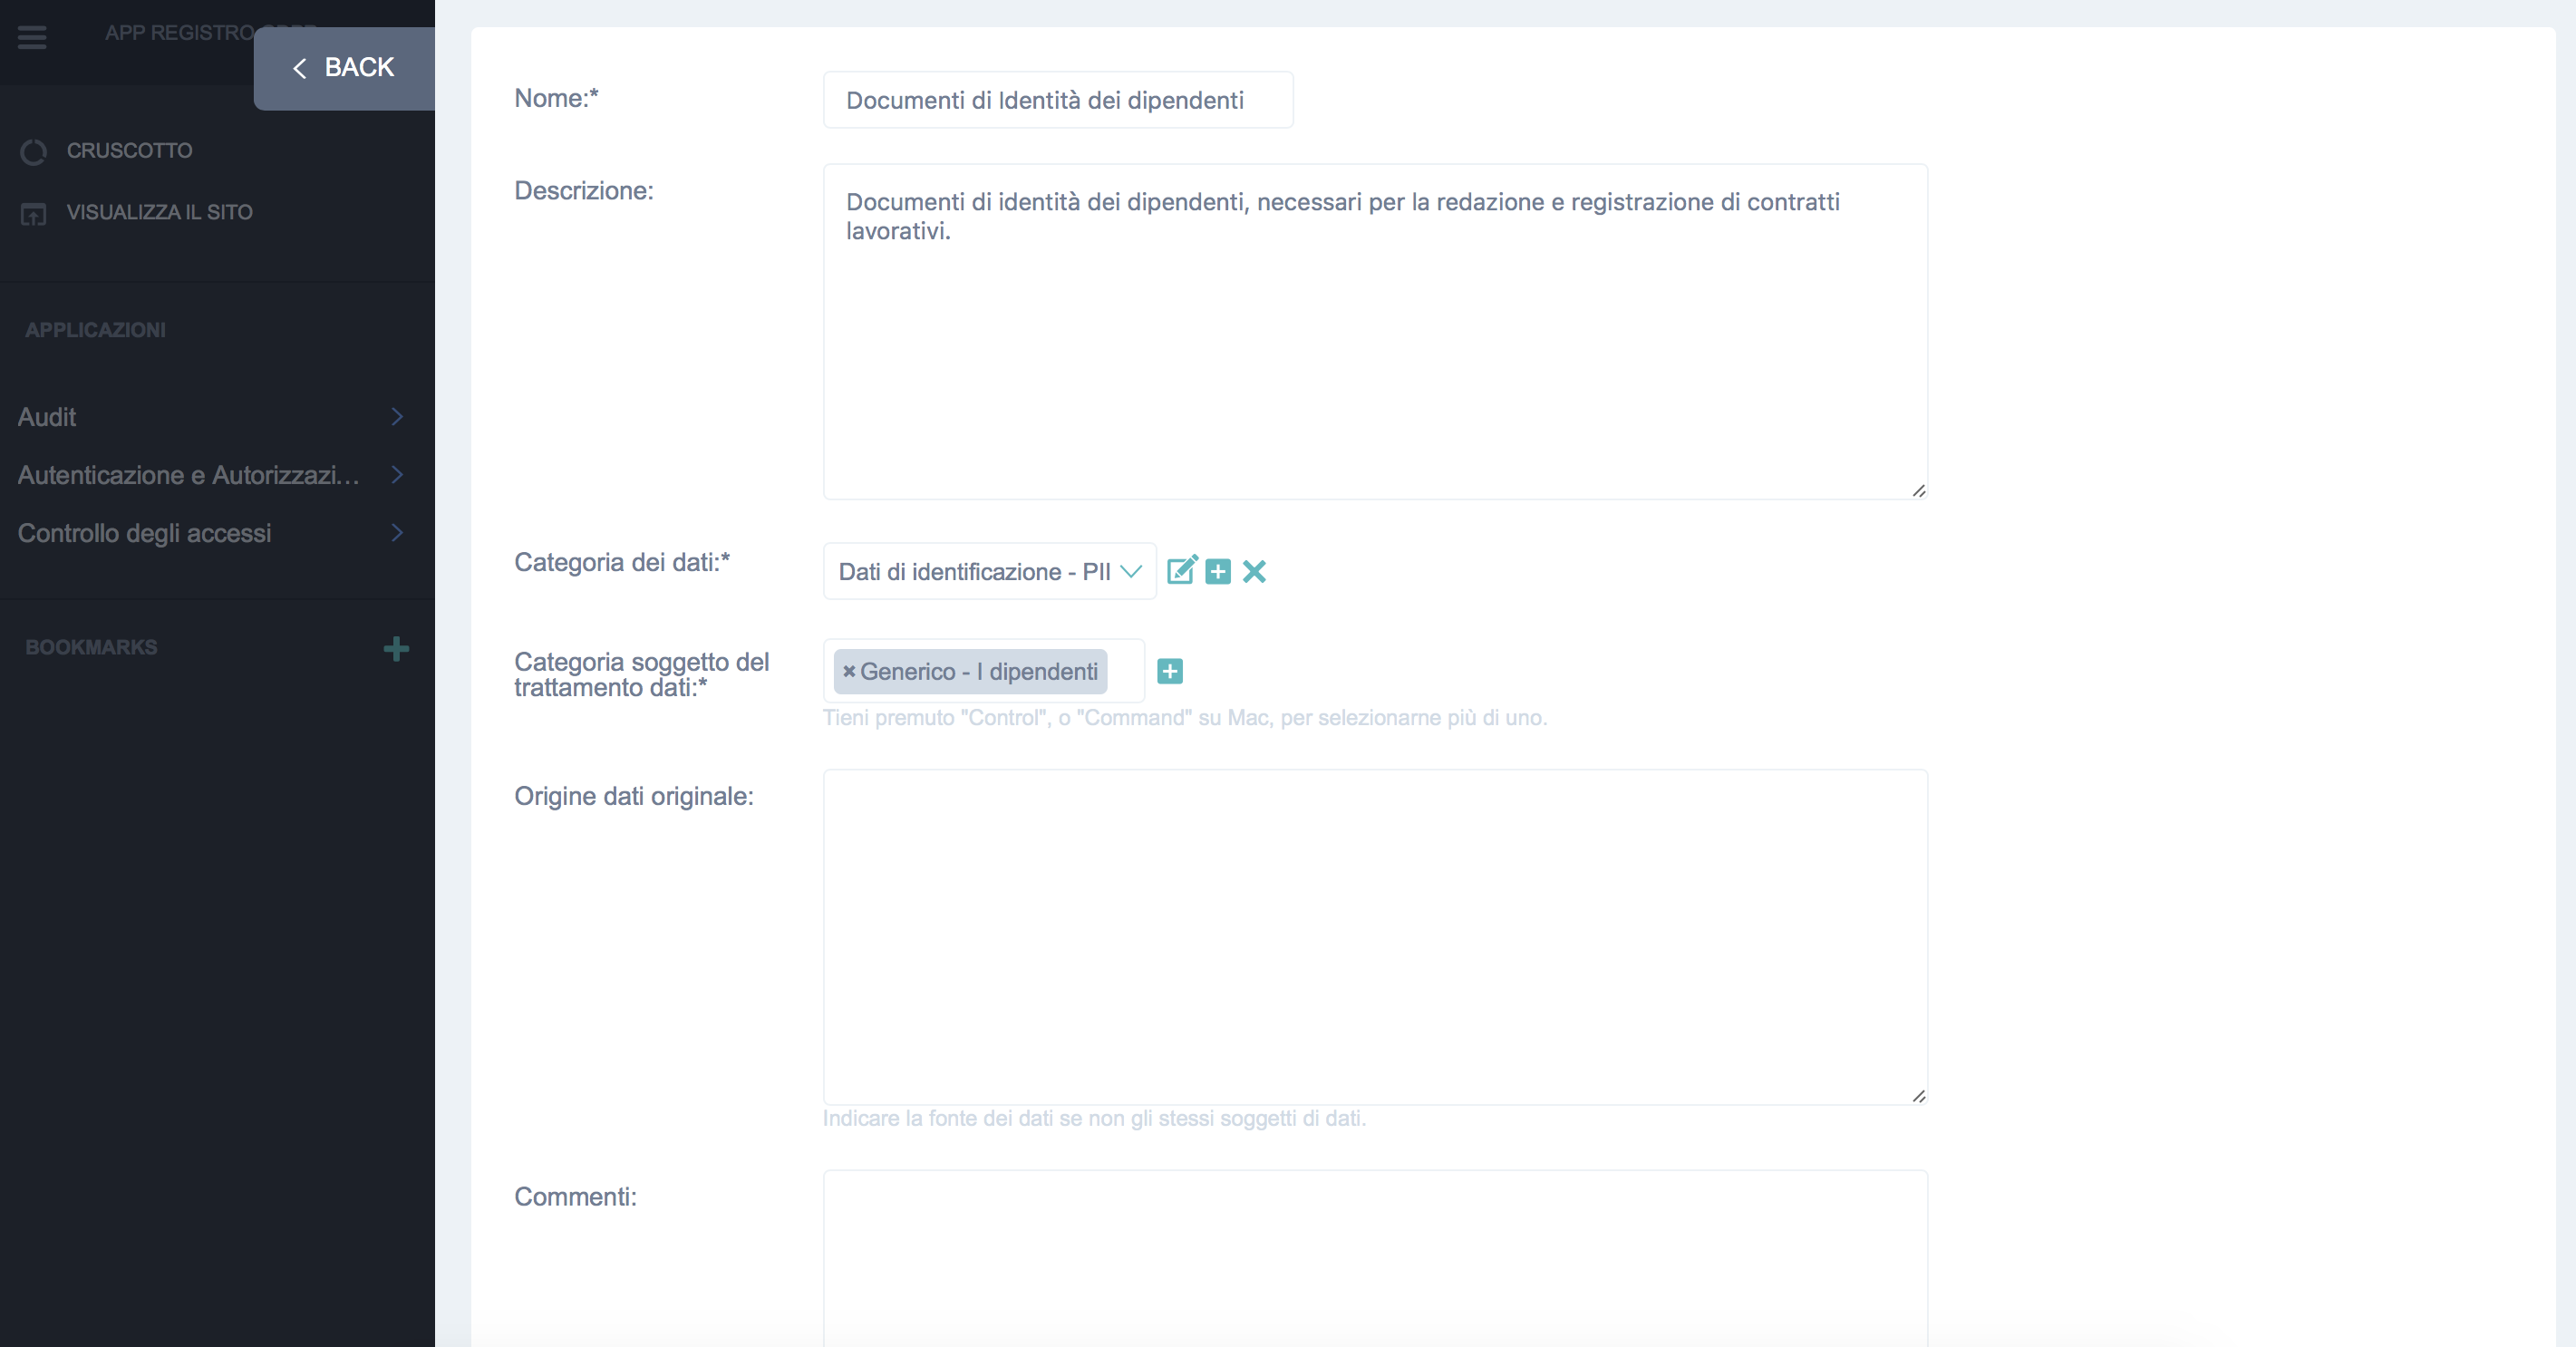 APP REGISTRO
BACK
CRUSCOTTO
VISUALIZZA IL SITO
APPLICAZIONI
Audit
Autenticazione e Autorizzazi...
Controllo degli accessi
BOOKMARKS
Nome:*
Documenti di Identità dei dipendenti
Descrizione:
Documenti di identità dei dipendenti, necessari per la redazione e registrazione di contratti
lavorativi.
Categoria dei dati:*
Dati di identificazione - PII
Categoria soggetto del
trattamento dati:*
Generico - I dipendenti
Tieni premuto "Control", o "Command" su Mac, per selezionarne più di uno.
Origine dati originale:
Indicare la fonte dei dati se non gli stessi soggetti di dati.
Commenti: